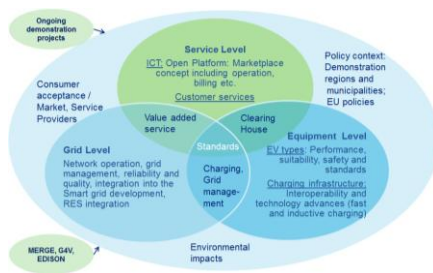 Ongoing
demonstration
projects
Service Level
ICT: Open Platform: Marketplace
concept including operation,
billing etc.
Customer services
Policy context:
Demonstration
regions and
municipalities;
EU policies
Consumer
acceptance /
Market, Service
Providers
Value added
service
Clearing
House
Standards
Grid Level
Network operation, grid
management, reliability and
quality, integration into the
Smart grid development,
RES integration
Charging,
Grid
manage-
ment
Equipment Level
EV types: Performance,
suitability, safety and
standards
Charging infrastructure:
Interoperability and
technology advances (fast
and inductive charging)
MERGE, G4V,
EDISON
Environmental
impacts